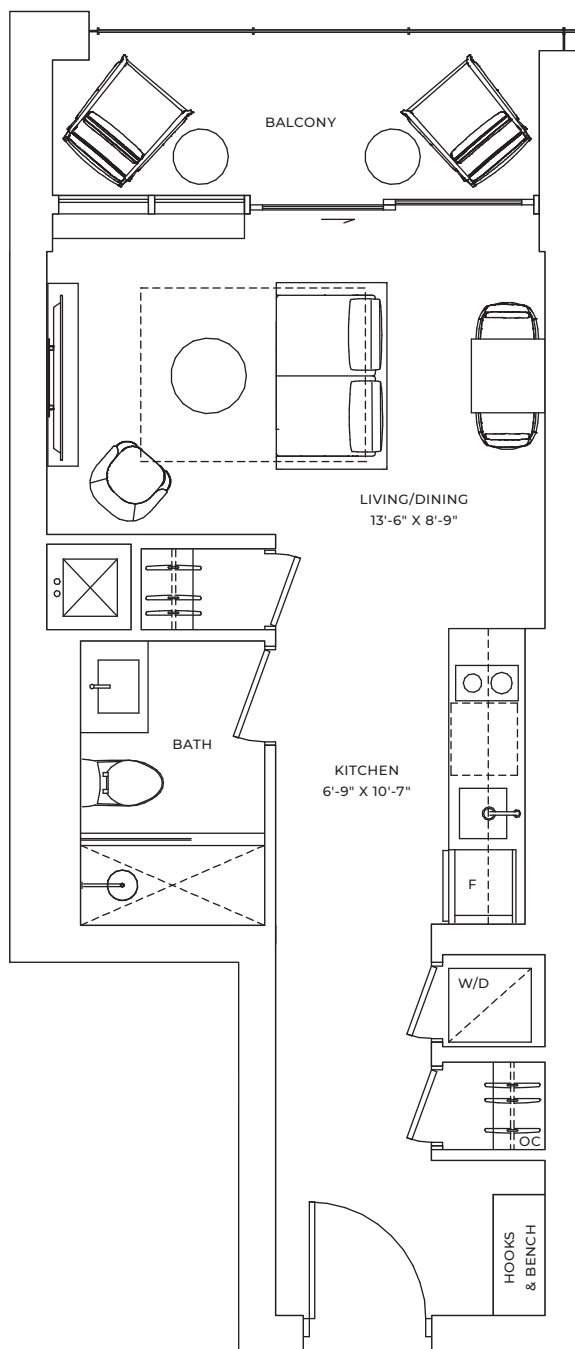 BALCONY
LIVING/DINING
13'-6" X 8'-9"
BATH
KITCHEN
6'-9" X 10'-7"
F
W/D
OC
HOOKS
& BENCH